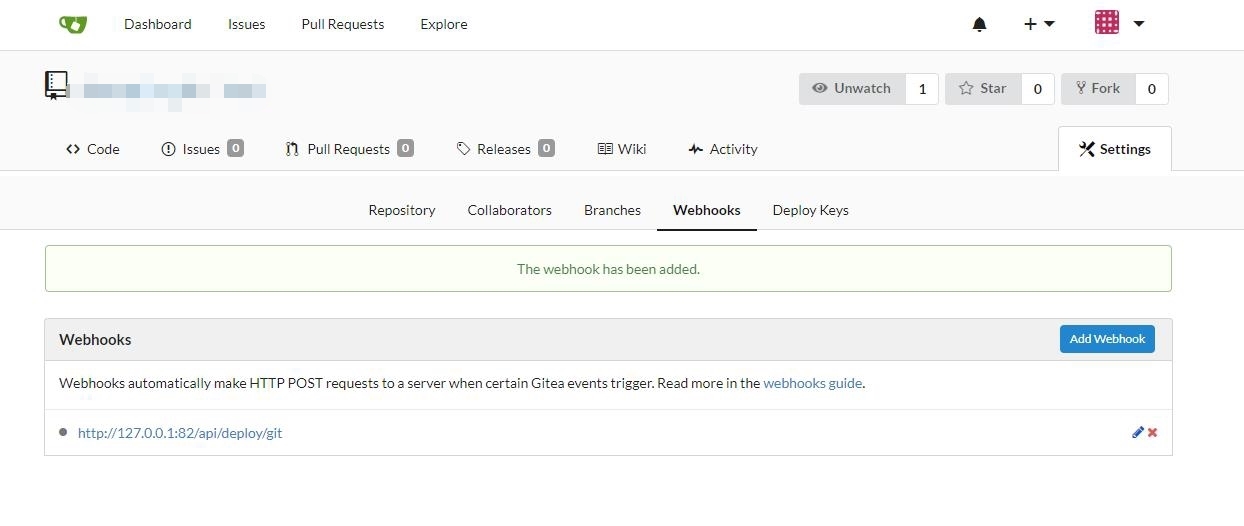 Dashboard Issues Pull Requests Explore
Unwatch 1 Star 0 Fork 0
Code Issues 0 Pull Requests 0 Releases 0 Wiki Activity Settings
Repository Collaborators Branches Webhooks Deploy Keys
The webhook has been added.
Webhooks Add Webhook
Webhooks automatically make HTTP POST requests to a server when certain Gitea events trigger. Read more in the webhooks guide.
http://127.0.0.1:82/api/deploy/git